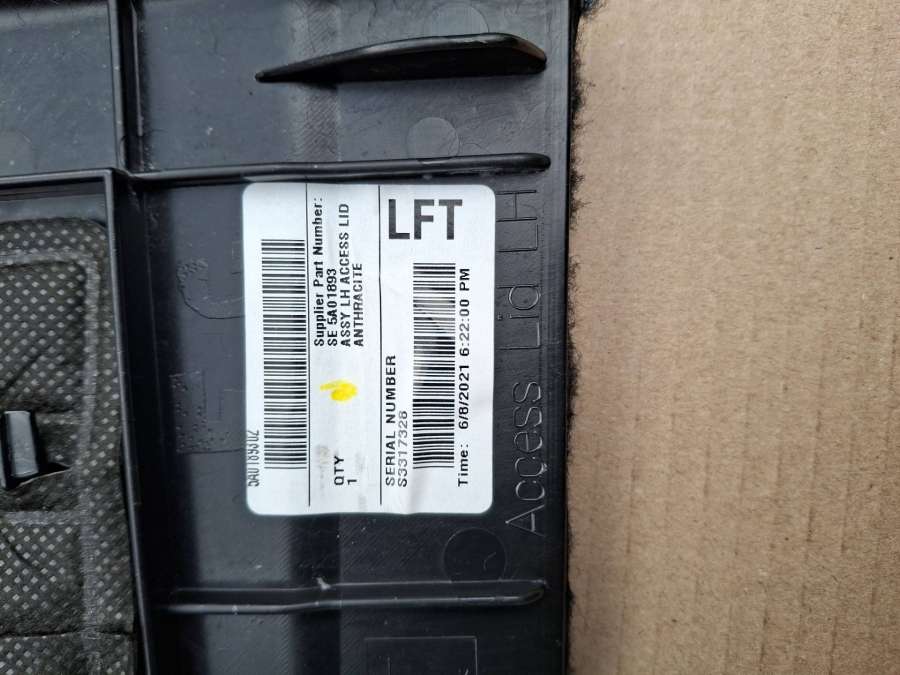 LFT
Supplier Part Number:
SE 5A01893
ASSY LH ACCESS LID
ANTHRACITE
QTY
1
SERIAL NUMBER
S3317328
Time: 6/8/2021 6:22:00 PM
Access Lid LH